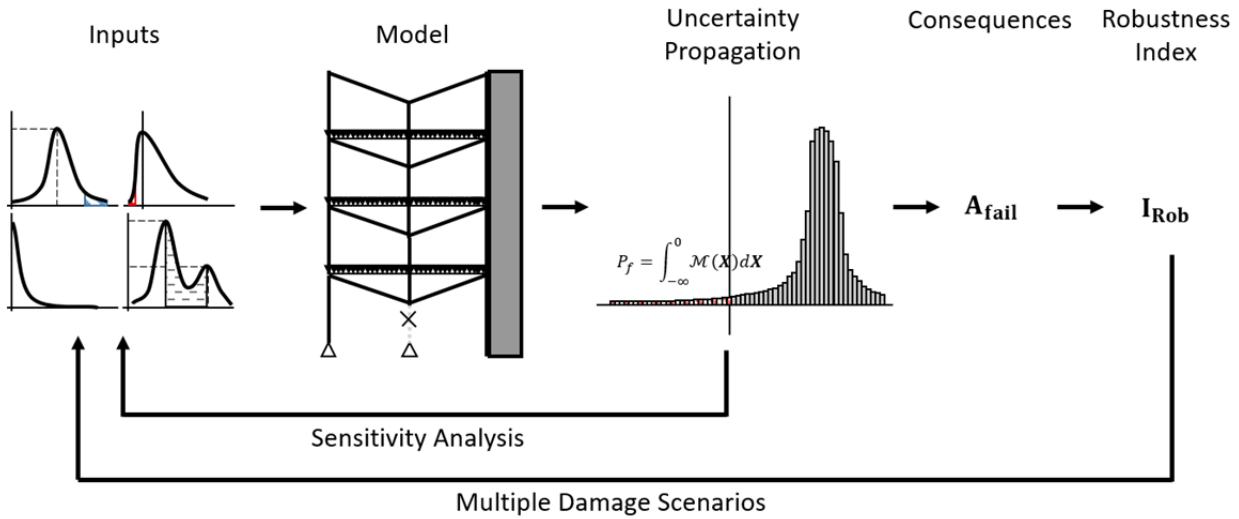 Inputs
Model
Uncertainty
Propagation
Consequences
Robustness
Index
P_f = ∫_{-∞}^{0} ℳ(X)dX
A_fail
I_Rob
Sensitivity Analysis
Multiple Damage Scenarios